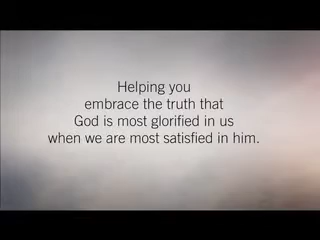 Helping you
embrace the truth that
God is most glorified in us
when we are most satisfied in him.